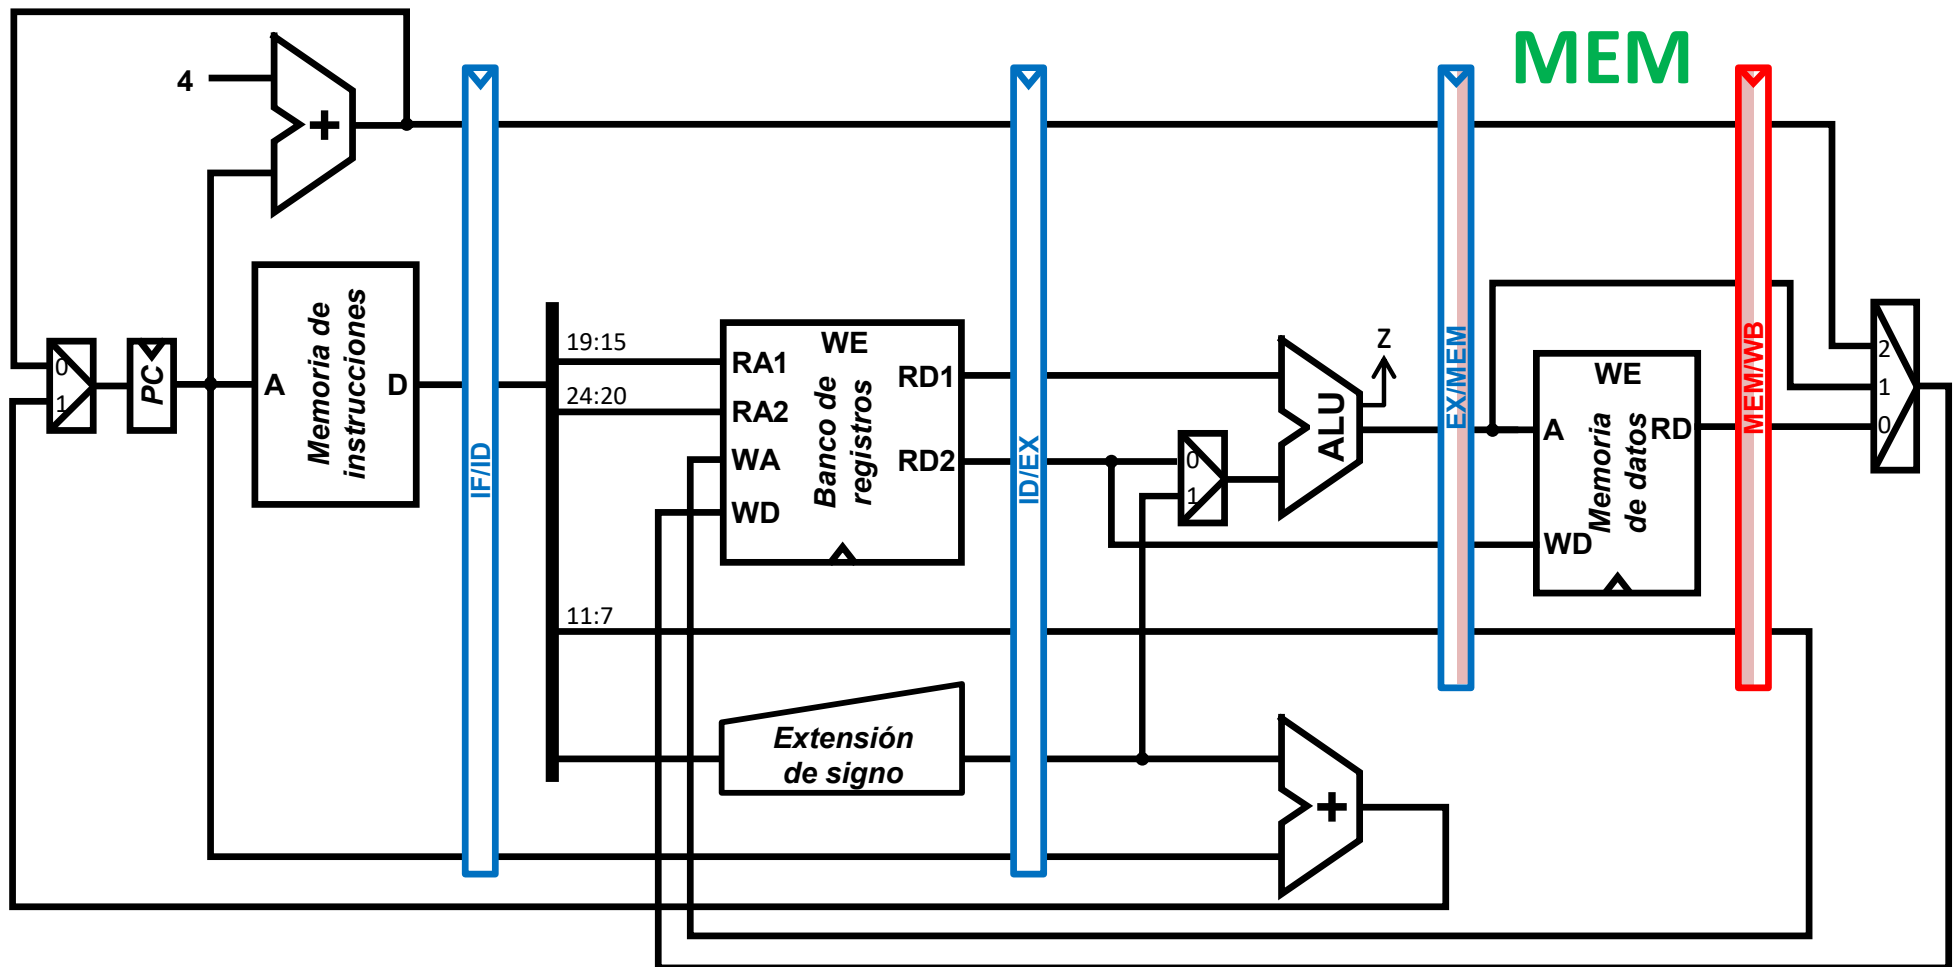 MEM
4
+
Memoria de
instrucciones
A
D
PC
0
1
IF/ID
19:15
24:20
11:7
WE
RA1
RA2
WA
WD
RD1
RD2
Banco de
registros
Extensión
de signo
ID/EX
0
1
ALU
Z
+
EX/MEM
WE
A
RD
WD
Memoria
de datos
MEM/WB
2
1
0